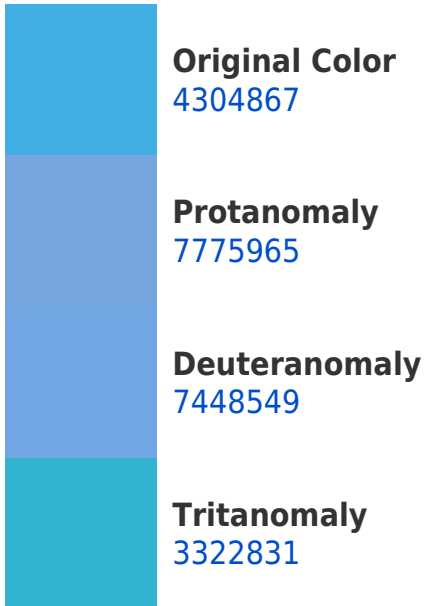 Original Color
4304867
Protanomaly
7775965
Deuteranomaly
7448549
Tritanomaly
3322831